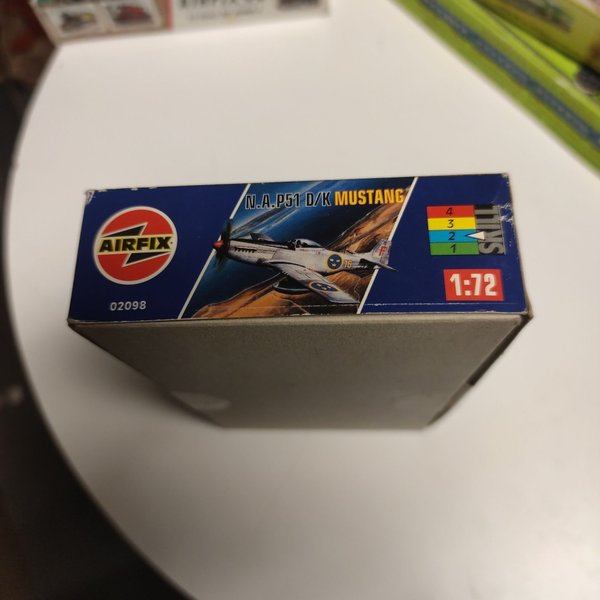 N.A.P51 D/K MUSTANG
AIRFIX
02098
4
3
2
1
SKILL
1:72